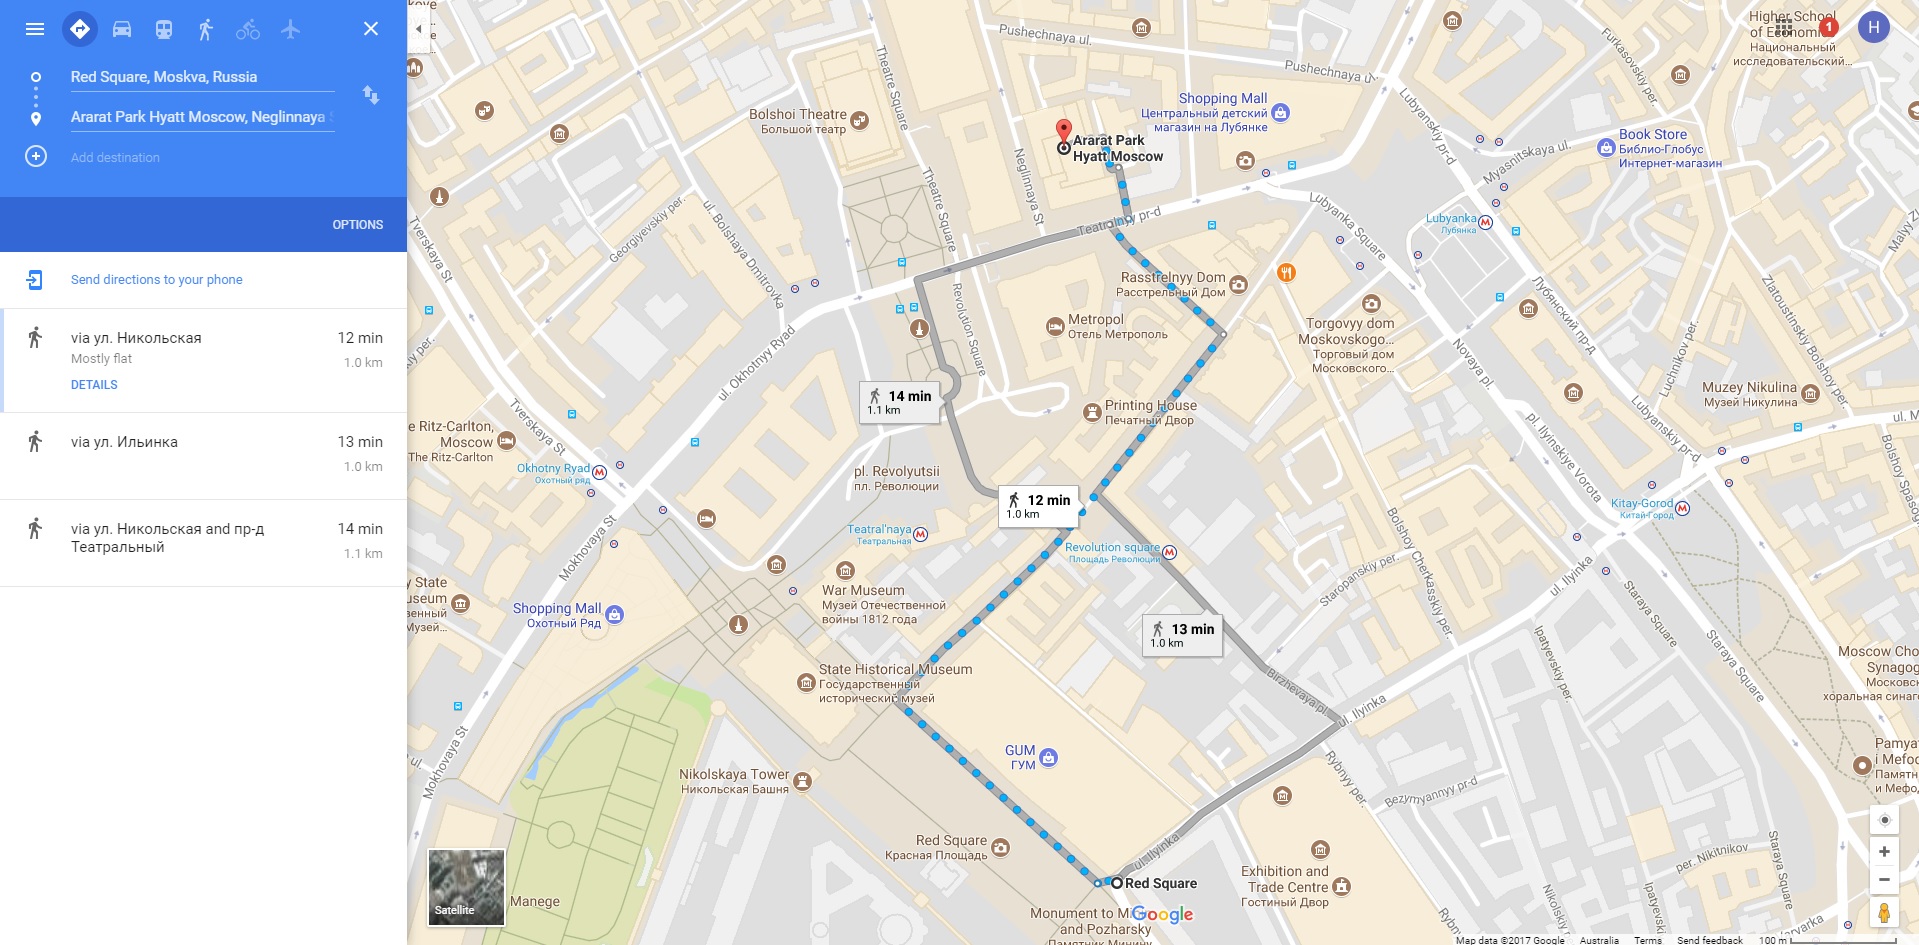 Red Square, Moskva, Russia
Ararat Park Hyatt Moscow, Neglinnaya
Add destination
OPTIONS
Send directions to your phone
via ул. Никольская
12 min
Mostly flat
1.0 km
DETAILS
via ул. Ильинка
13 min
1.0 km
via ул. Никольская and пр-д
Театральный
14 min
1.1 km
Satellite
Pushechnaya ul.
Pushechnaya u
Higher School
of Economi
Национальный
исследовательский...
1
H
Furkasovskiy per.
Theatre Square
Bolshoi Theatre
Большой театр
Shopping Mall
Центральный детский
магазин на Лубянке
Lubyanskiy pr-d
Book Store
Библио-Глобус
Интернет-магазин
Myasnitskaya ul.
Ararat Park
Hyatt Moscow
Neglinnaya St
Theatre Square
Georgiyevskiy per.
ul. Bolshaya Dmitrovka
Tverskaya St
Teatralnyy pr-d
Lubyanka Square
Lubyanka
Лубянка
Rasstrelnyy Dom
Расстрельный Дом
Revolution Square
Metropol
Отель Метрополь
Torgovyy dom
Moskovskogo...
Торговый дом
Московского...
Лубянский пр-д
Zlatoustinskiy Bolshoy per.
Novaya pl.
Luchnikov per.
ul. Okhotnyy Ryad
14 min
1.1 km
Printing House
Печатный Двор
Muzey Nikulina
Музей Никулина
e Ritz-Carlton,
Moscow
The Ritz-Carlton
Tverskaya St
Okhotny Ryad
Охотный ряд
pl. Revolyutsii
пл. Революции
12 min
1.0 km
pl. Ilyinskiye Vorota
Lubyanskiy pr-d
Kitay-Gorod
Китай-Город
Teatral'naya
Театральная
Revolution square
Площадь Революции
Bolshoy Cherkasskiy per.
Staropanskiy per.
ul. Ilyinka
Mokhovaya St
War Museum
Музей Отечественной
войны 1812 года
Shopping Mall
Охотный Ряд
y State
useum
венный
Музей...
13 min
1.0 km
Ipatyevskiy per.
Staraya Square
Staraya Square
Moscow Cho
Synagog
Московск
хоральная синаг
State Historical Museum
Государственный
исторический музей
Birzhevaya pl.
ul. Ilyinka
GUM
ГУМ
Rybnyy per.
Bezymyannyy pr-d
Mokhovaya St
Nikolskaya Tower
Никольская Башня
Red Square
Красная Площадь
ul. Ilyinka
Red Square
Exhibition and
Trade Centre
Гостиный Двор
per. Nikitnikov
Staraya Square
Manege
Monument to Mi
and Pozharsky
Google
Map data ©2017 Google
Australia
Terms
Send feedback
100 m